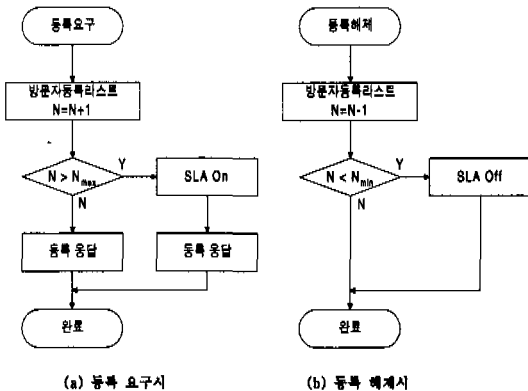 등록요구
방문자등록리스트
N=N+1
N > Nmax
Y
N
SLA On
등록 응답
등록 응답
완료
(a) 등록 요구시
등록해제
방문자등록리스트
N=N-1
N < Nmin
Y
N
SLA Off
완료
(b) 등록 해제시